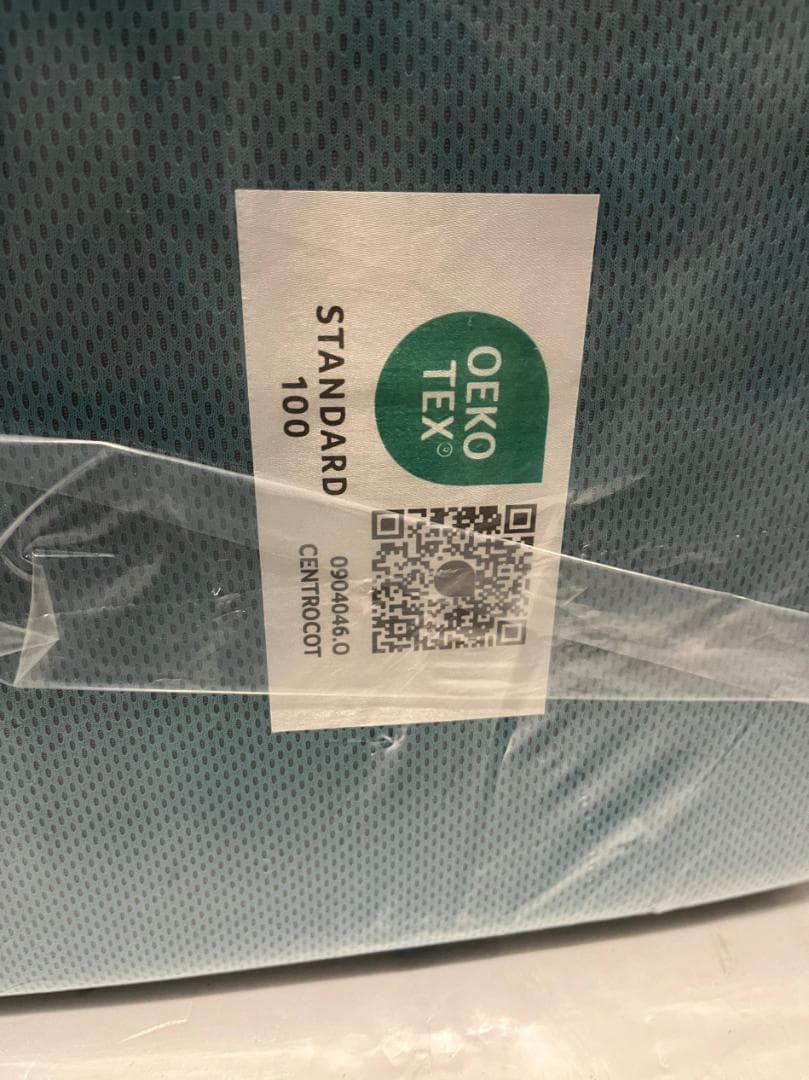 OEKO
TEX®
STANDARD
100
0904046.0
CENTROCOT